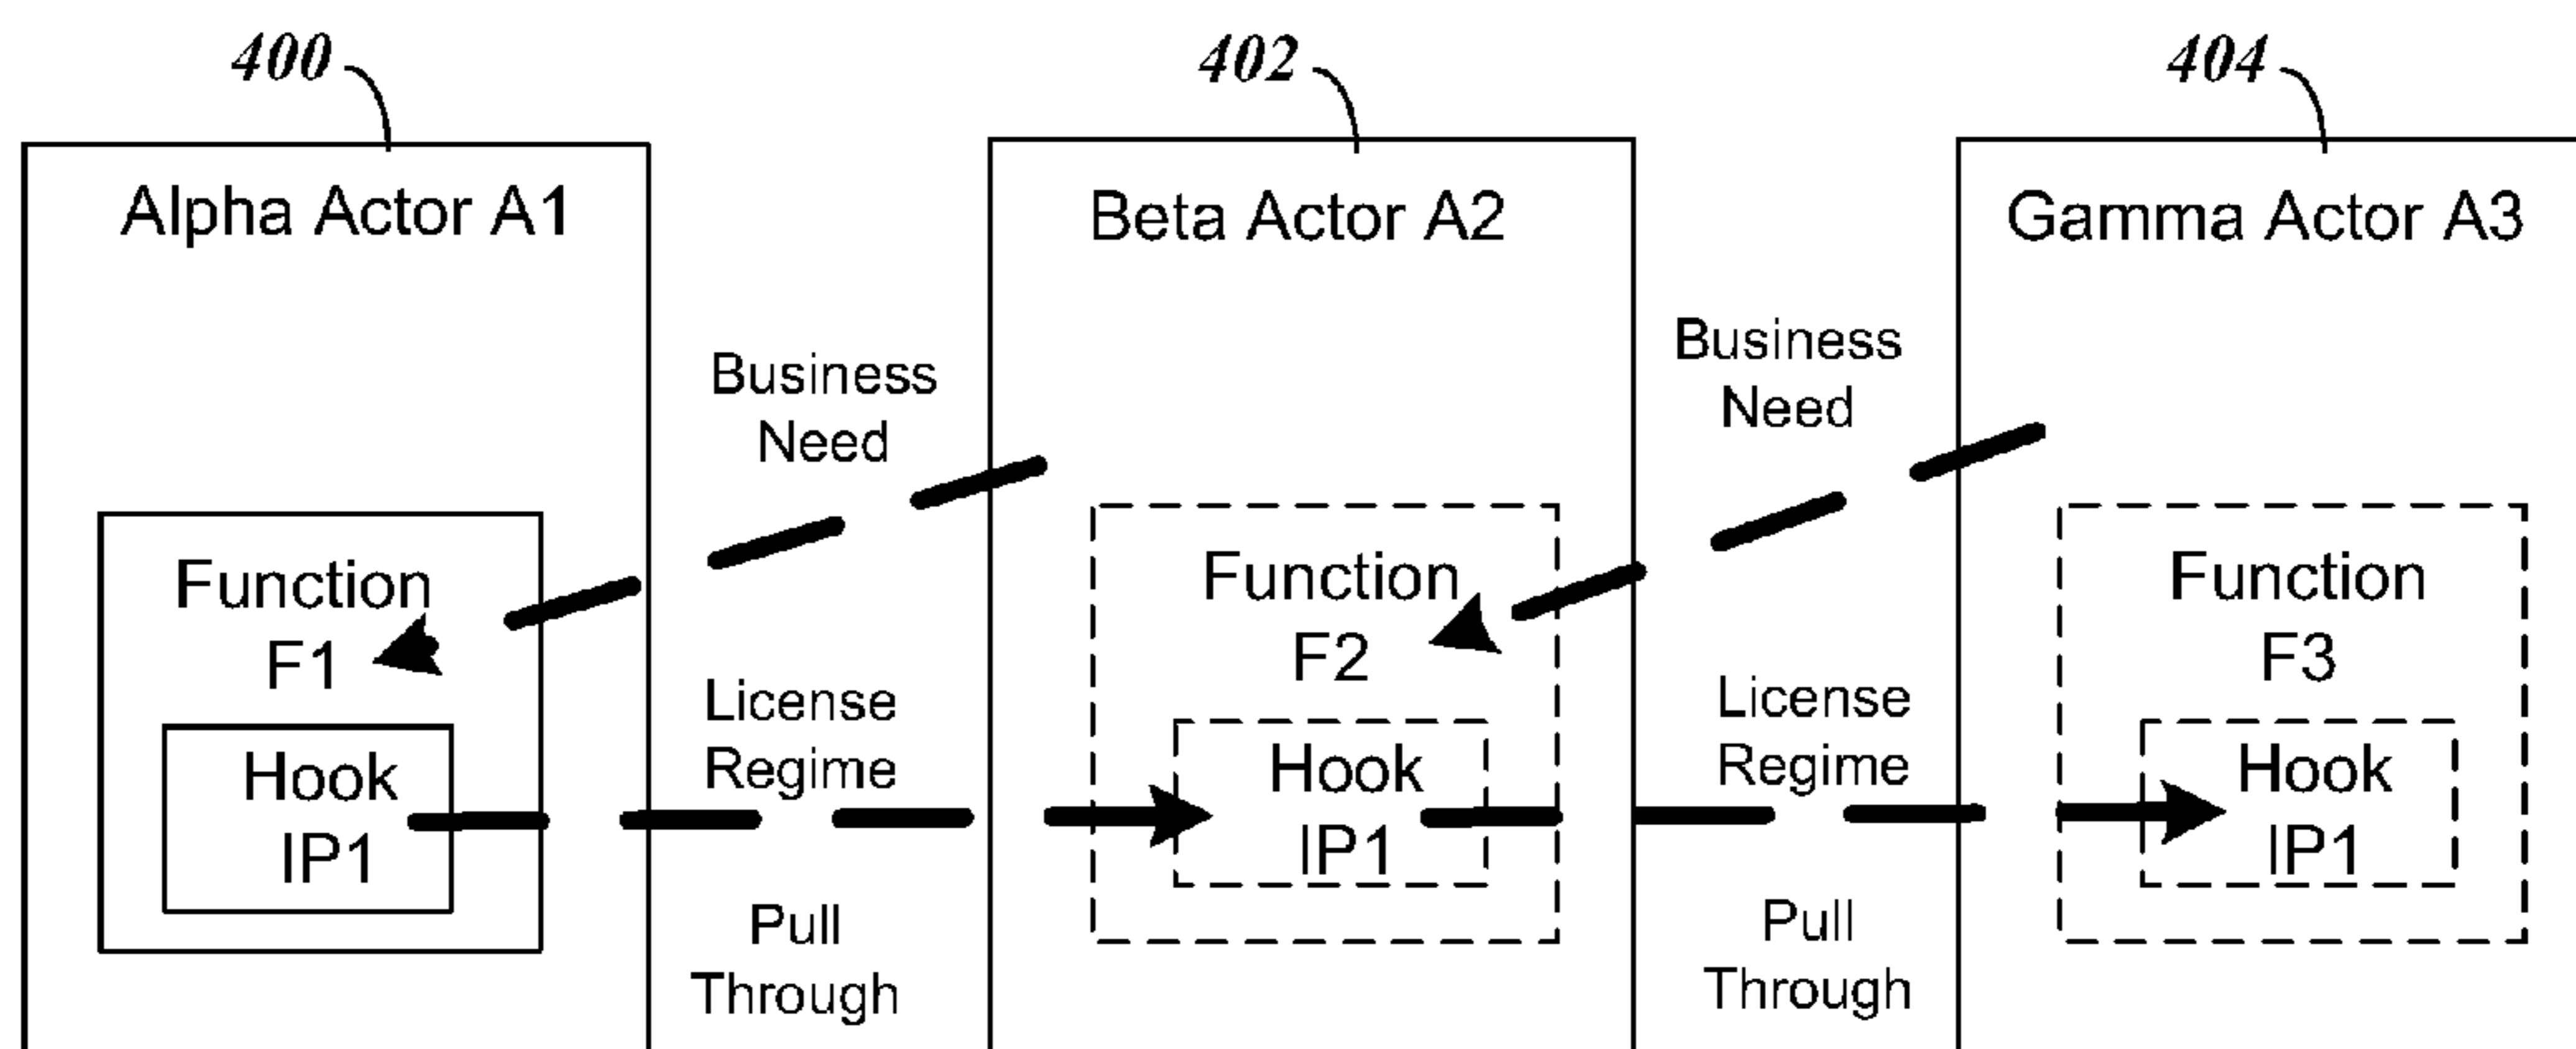 400
402
404
Alpha Actor A1
Beta Actor A2
Gamma Actor A3
Business
Need
Business
Need
Function
F1
Function
F2
Function
F3
License
Regime
License
Regime
Hook
IP1
Hook
IP1
Hook
IP1
Pull
Through
Pull
Through